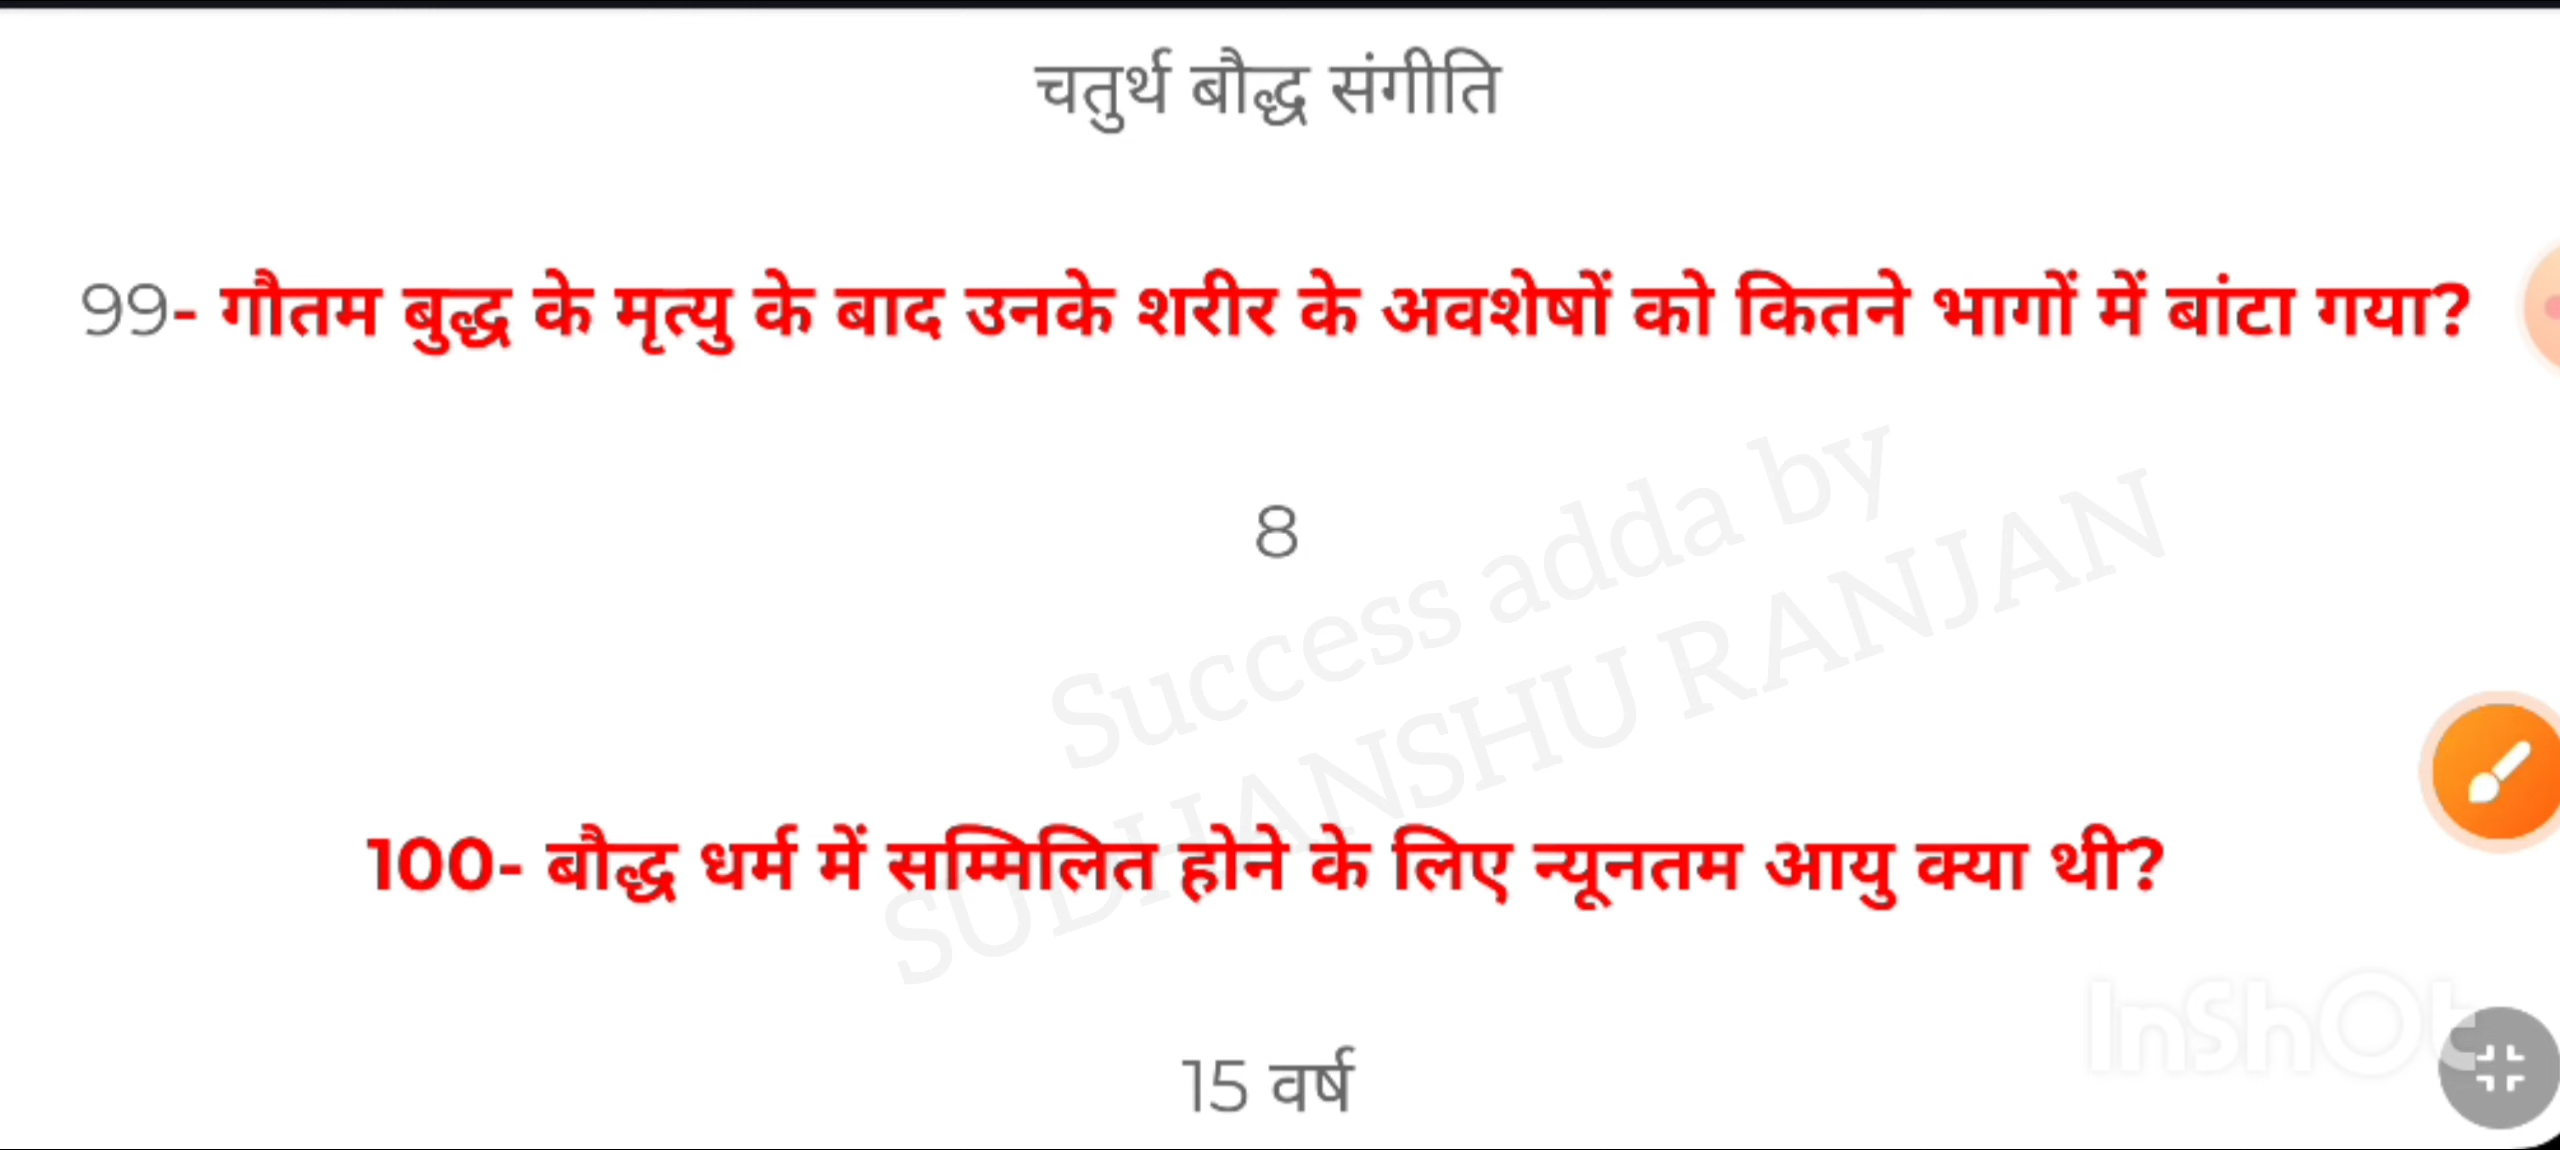 चतुर्थ बौद्ध संगीति
99- गौतम बुद्ध के मृत्यु के बाद उनके शरीर के अवशेषों को कितने भागों में बांटा गया?
8
Success adda by
SUDHANSHU RANJAN
100- बौद्ध धर्म में सम्मिलित होने के लिए न्यूनतम आयु क्या थी?
15 वर्ष
InShOt